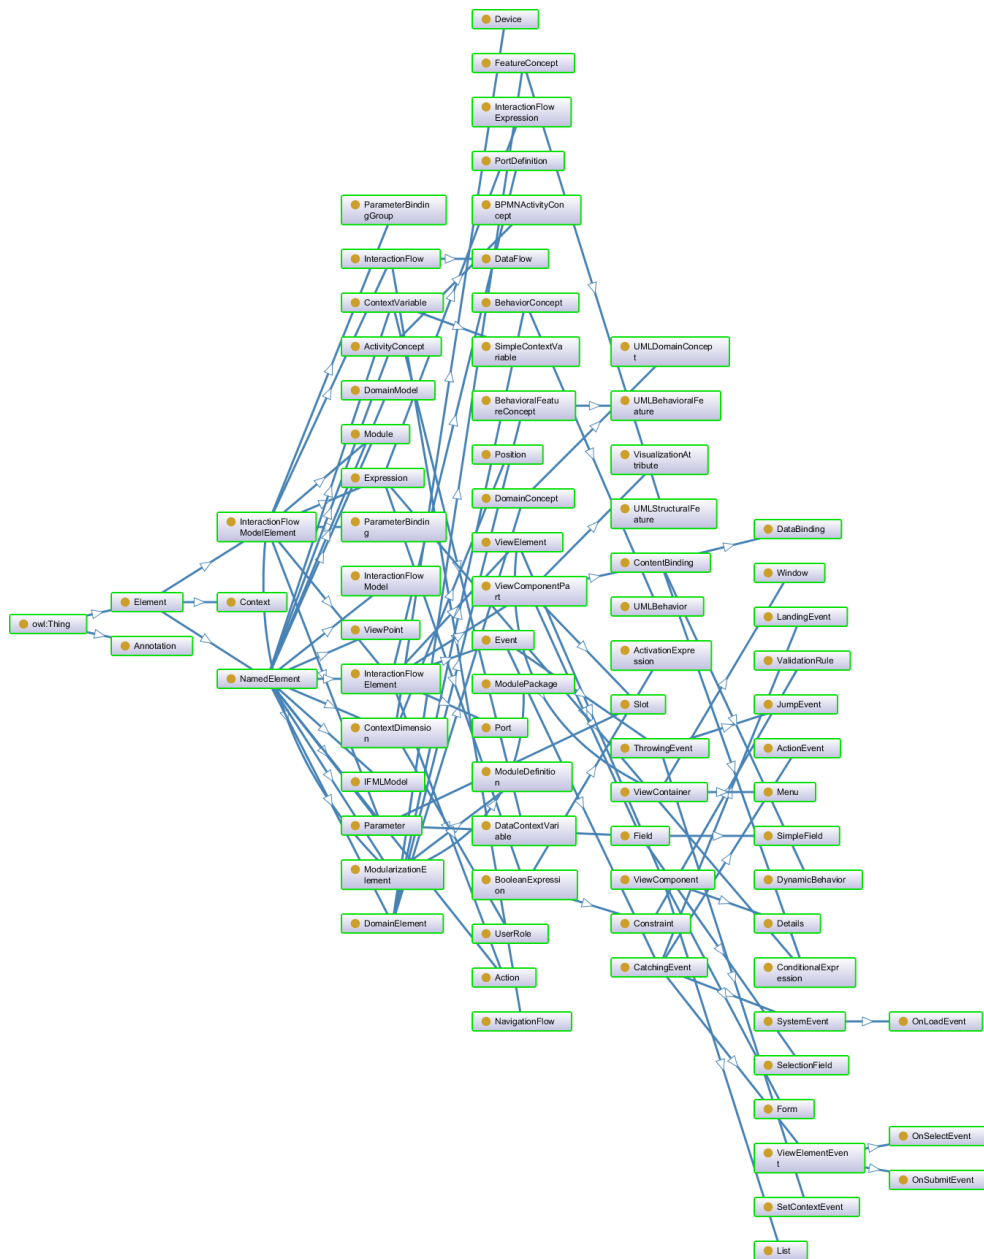 owl:Thing
Element
Annotation
InteractionFlow
ModelElement
Context
NamedElement
ParameterBindin
gGroup
InteractionFlow
ContextVariable
ActivityConcept
DomainModel
Module
Expression
ParameterBindin
g
InteractionFlow
Model
ViewPoint
InteractionFlow
Element
ContextDimensio
n
IFMLModel
Parameter
ModularizationE
lement
DomainElement
Device
FeatureConcept
InteractionFlow
Expression
PortDefinition
BPMNActivityCon
cept
DataFlow
BehaviorConcept
SimpleContextVa
riable
BehavioralFeatu
reConcept
Position
DomainConcept
ViewElement
ViewComponentPa
rt
Event
ModulePackage
Port
ModuleDefinitio
n
DataContextVari
able
BooleanExpressi
on
UserRole
Action
NavigationFlow
UMLDomainConcep
t
UMLBehavioralFe
ature
VisualizationAt
tribute
UMLStructuralFe
ature
ContentBinding
UMLBehavior
ActivationExpre
ssion
Slot
ThrowingEvent
ViewContainer
Field
ViewComponent
Constraint
CatchingEvent
DataBinding
Window
LandingEvent
ValidationRule
JumpEvent
ActionEvent
Menu
SimpleField
DynamicBehavior
Details
ConditionalExpr
ession
SystemEvent
SelectionField
Form
ViewElementEven
t
SetContextEvent
List
OnLoadEvent
OnSelectEvent
OnSubmitEvent